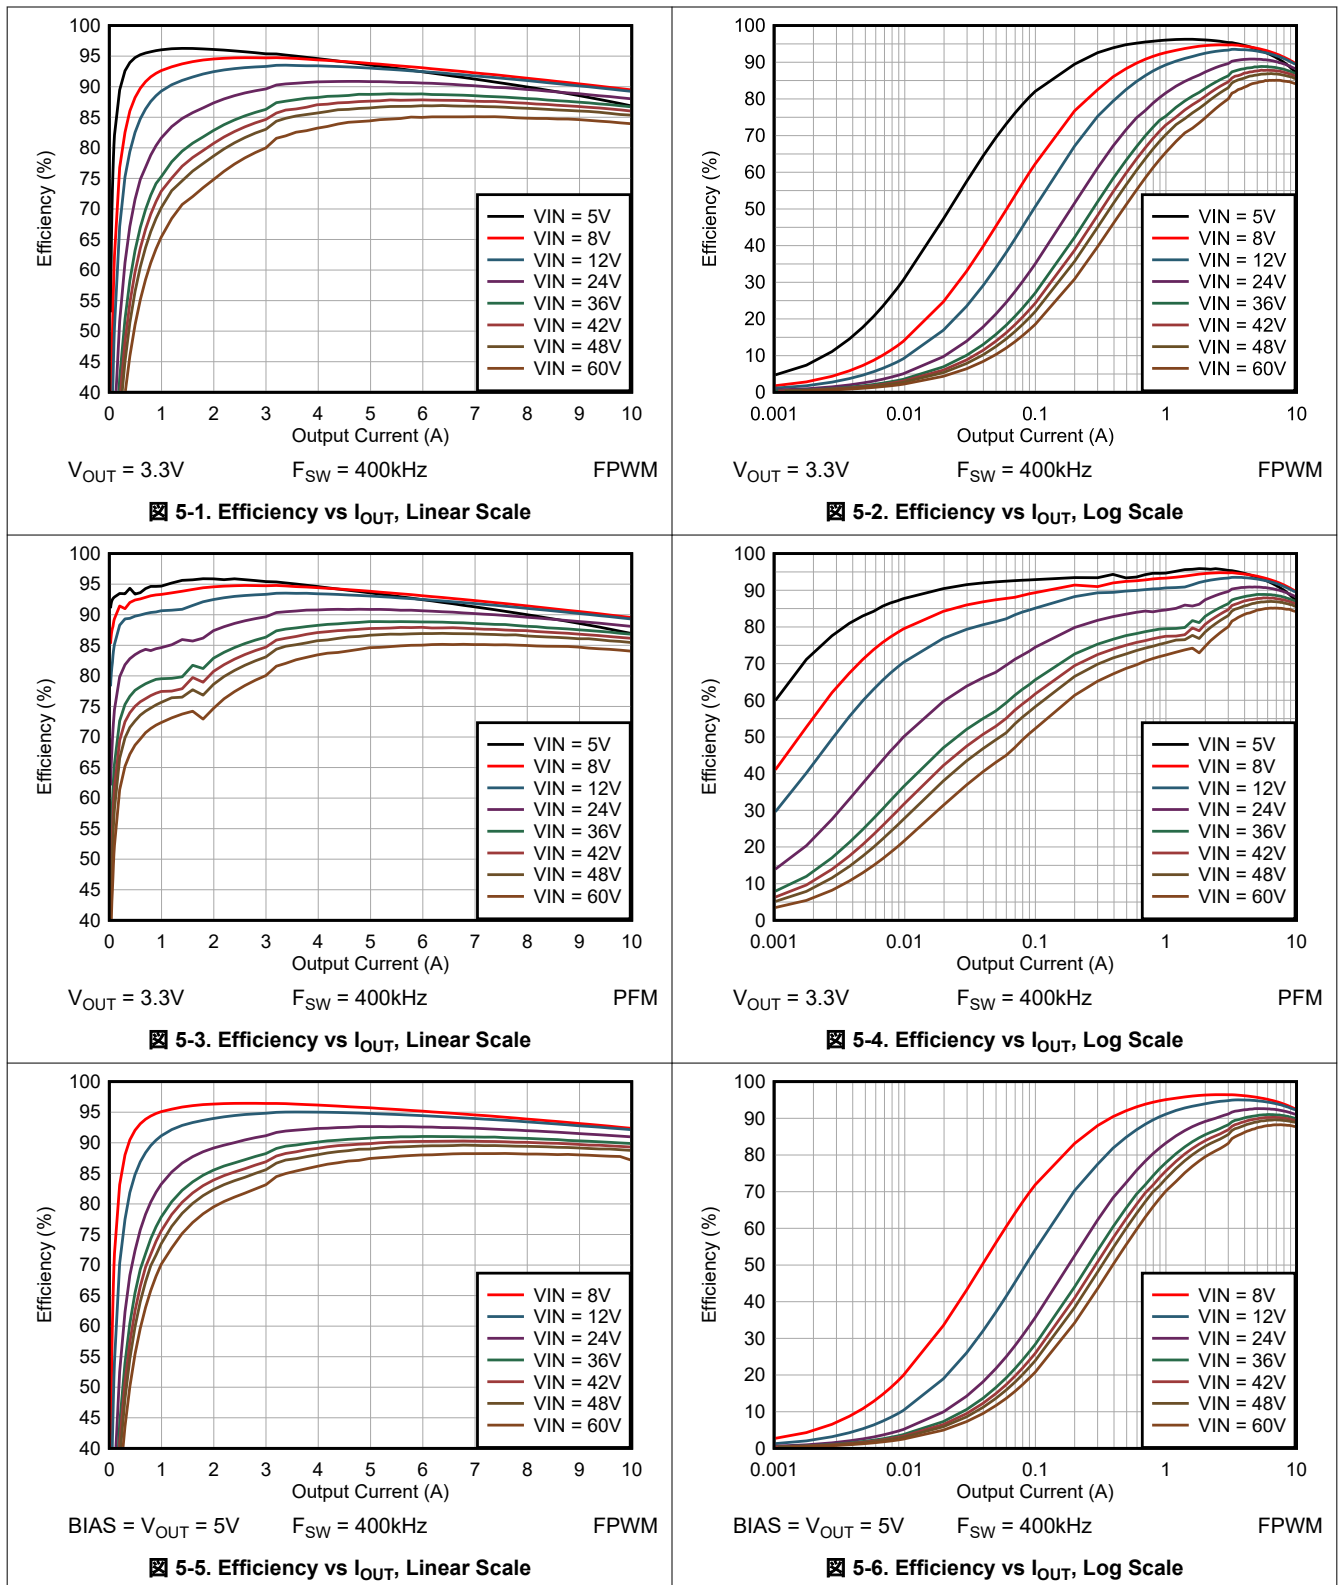 100
95
90
85
80
75
70
65
60
55
50
45
40
Efficiency (%)
VIN = 5V
VIN = 8V
VIN = 12V
VIN = 24V
VIN = 36V
VIN = 42V
VIN = 48V
VIN = 60V
0 1 2 3 4 5 6 7 8 9 10
Output Current (A)
VOUT = 3.3V FSW = 400kHz FPWM
図 5-1. Efficiency vs IOUT, Linear Scale
100
90
80
70
60
50
40
30
20
10
0
Efficiency (%)
VIN = 5V
VIN = 8V
VIN = 12V
VIN = 24V
VIN = 36V
VIN = 42V
VIN = 48V
VIN = 60V
0.001 0.01 0.1 1 10
Output Current (A)
VOUT = 3.3V FSW = 400kHz FPWM
図 5-2. Efficiency vs IOUT, Log Scale
100
95
90
85
80
75
70
65
60
55
50
45
40
Efficiency (%)
VIN = 5V
VIN = 8V
VIN = 12V
VIN = 24V
VIN = 36V
VIN = 42V
VIN = 48V
VIN = 60V
0 1 2 3 4 5 6 7 8 9 10
Output Current (A)
VOUT = 3.3V FSW = 400kHz PFM
図 5-3. Efficiency vs IOUT, Linear Scale
100
90
80
70
60
50
40
30
20
10
0
Efficiency (%)
VIN = 5V
VIN = 8V
VIN = 12V
VIN = 24V
VIN = 36V
VIN = 42V
VIN = 48V
VIN = 60V
0.001 0.01 0.1 1 10
Output Current (A)
VOUT = 3.3V FSW = 400kHz PFM
図 5-4. Efficiency vs IOUT, Log Scale
100
95
90
85
80
75
70
65
60
55
50
45
40
Efficiency (%)
VIN = 8V
VIN = 12V
VIN = 24V
VIN = 36V
VIN = 42V
VIN = 48V
VIN = 60V
0 1 2 3 4 5 6 7 8 9 10
Output Current (A)
BIAS = VOUT = 5V FSW = 400kHz FPWM
図 5-5. Efficiency vs IOUT, Linear Scale
100
90
80
70
60
50
40
30
20
10
0
Efficiency (%)
VIN = 8V
VIN = 12V
VIN = 24V
VIN = 36V
VIN = 42V
VIN = 48V
VIN = 60V
0.001 0.01 0.1 1 10
Output Current (A)
BIAS = VOUT = 5V FSW = 400kHz FPWM
図 5-6. Efficiency vs IOUT, Log Scale